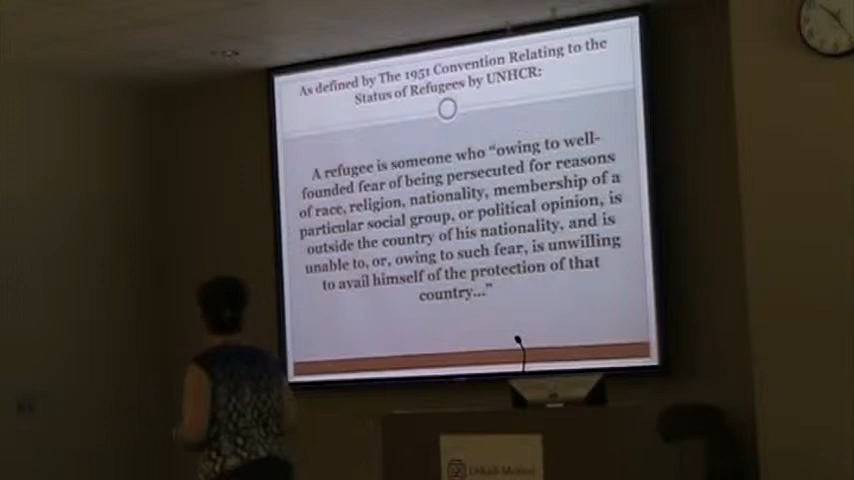 As defined by The 1951 Convention Relating to the
Status of Refugees by UNHCR:
A refugee is someone who “owing to well-
founded fear of being persecuted for reasons
of race, religion, nationality, membership of a
particular social group, or political opinion, is
outside the country of his nationality, and is
unable to, or, owing to such fear, is unwilling
to avail himself of the protection of that
country...”